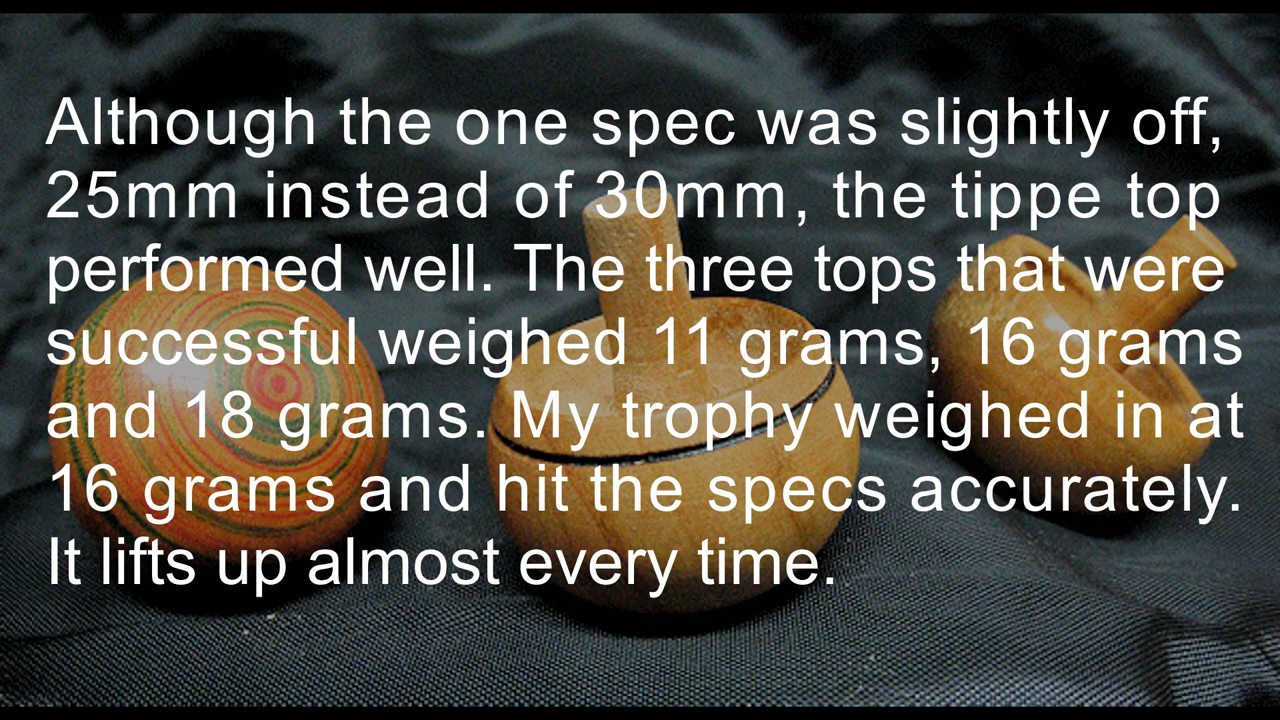 Although the one spec was slightly off,
25mm instead of 30mm, the tippe top
performed well. The three tops that were
successful weighed 11 grams, 16 grams
and 18 grams. My trophy weighed in at
16 grams and hit the specs accurately.
It lifts up almost every time.